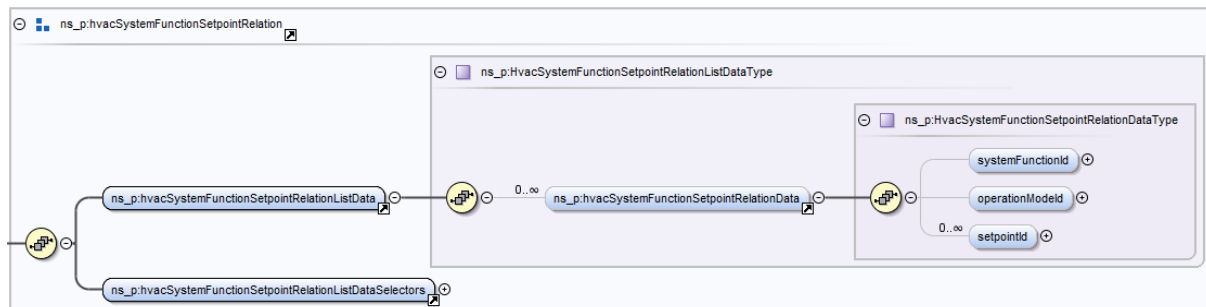 ns_p:hvacSystemFunctionSetpointRelation
ns_p:HvacSystemFunctionSetpointRelationListDataType
ns_p:HvacSystemFunctionSetpointRelationDataType
systemFunctionId
ns_p:hvacSystemFunctionSetpointRelationListData
0..∞
ns_p:hvacSystemFunctionSetpointRelationData
operationModeId
0..∞
setpointId
ns_p:hvacSystemFunctionSetpointRelationListDataSelectors